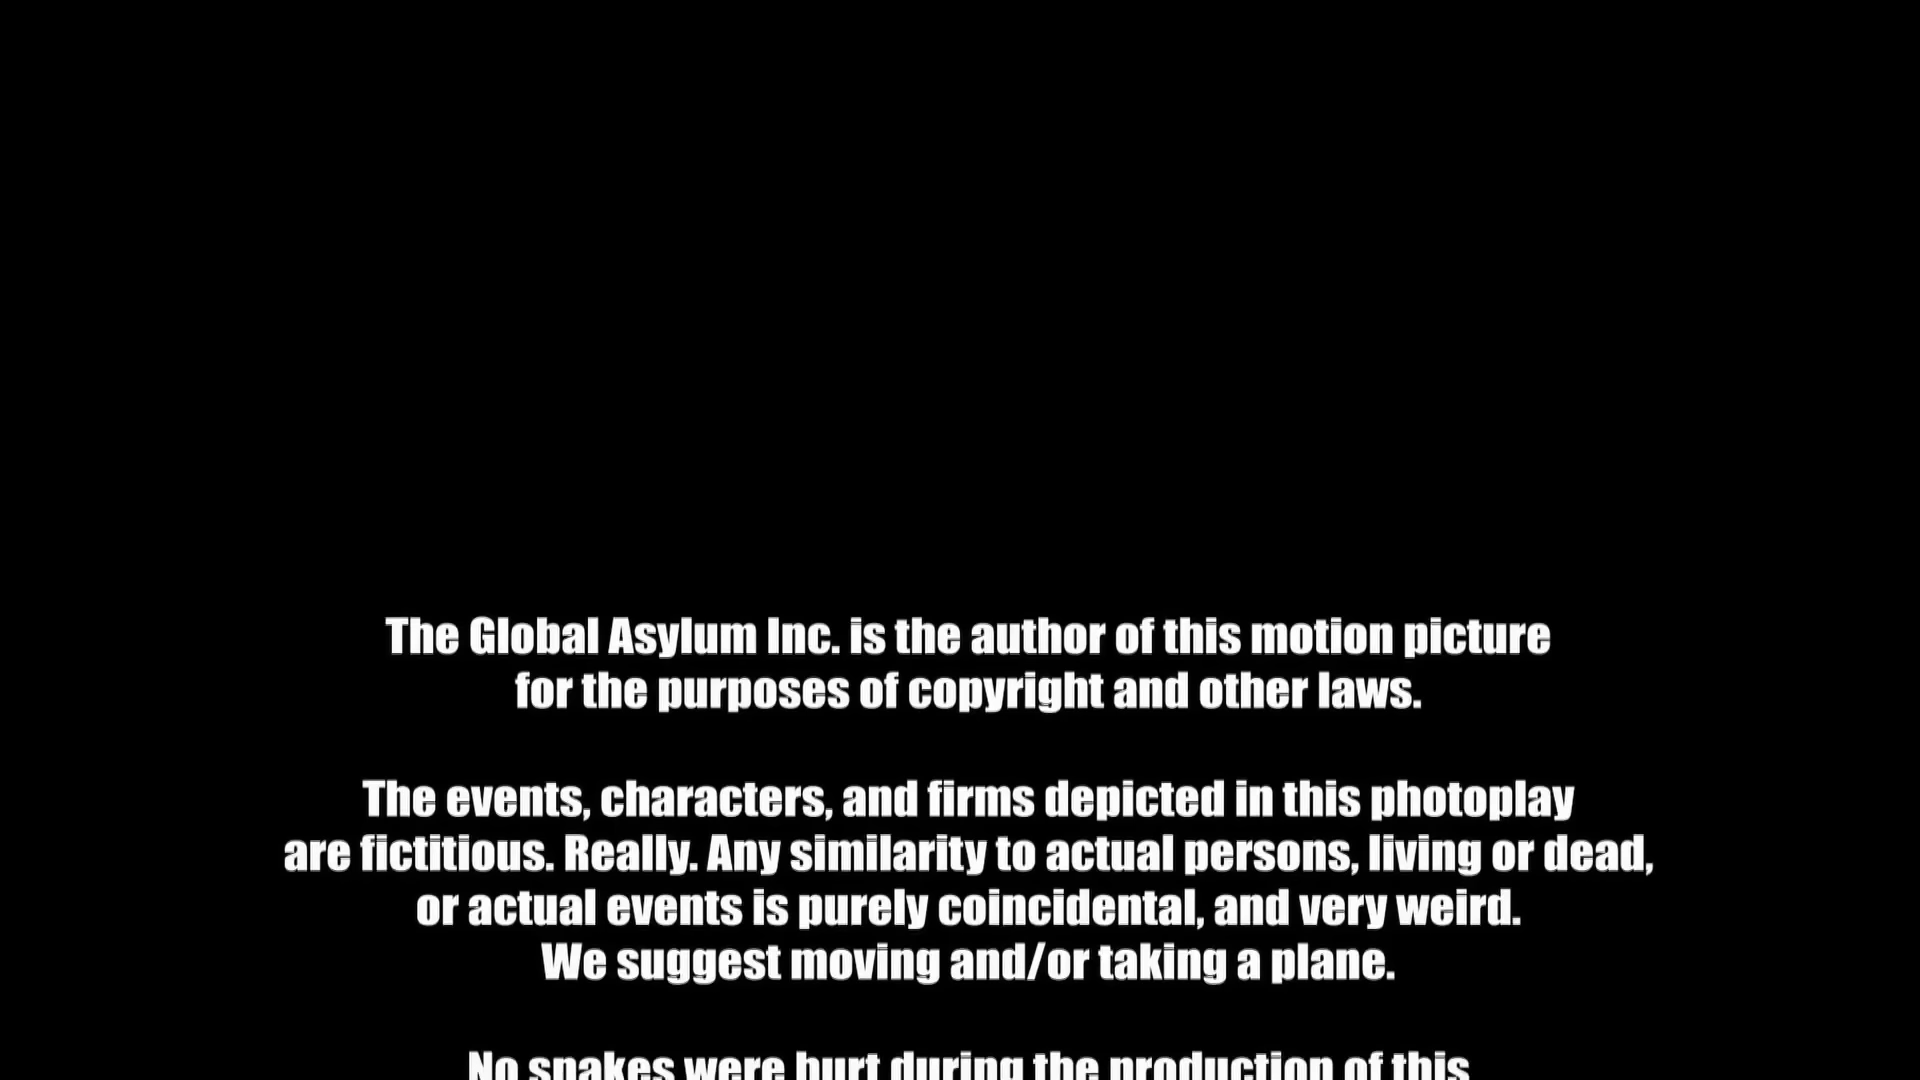 The Global Asylum Inc. is the author of this motion picture
for the purposes of copyright and other laws.
The events, characters, and firms depicted in this photoplay
are fictitious. Really. Any similarity to actual persons, living or dead,
or actual events is purely coincidental, and very weird.
We suggest moving and/or taking a plane.
No snakes were hurt during the production of this